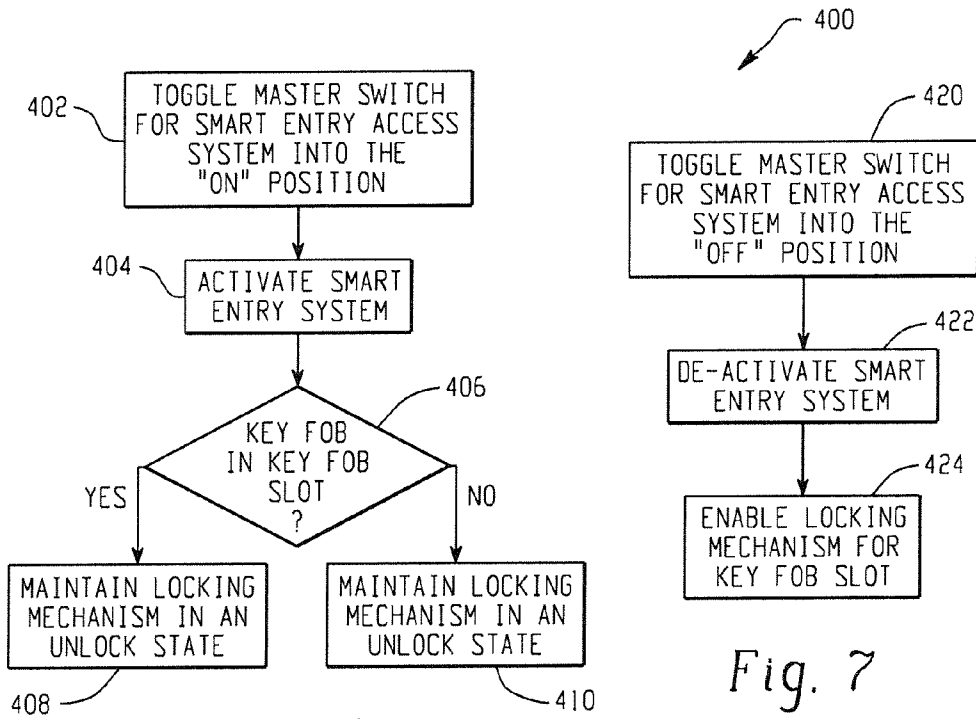 400
402
TOGGLE MASTER SWITCH
FOR SMART ENTRY ACCESS
SYSTEM INTO THE
"ON" POSITION
404
ACTIVATE SMART
ENTRY SYSTEM
406
KEY FOB
IN KEY FOB
SLOT
?
YES
NO
MAINTAIN LOCKING
MECHANISM IN AN
UNLOCK STATE
408
MAINTAIN LOCKING
MECHANISM IN AN
UNLOCK STATE
410
420
TOGGLE MASTER SWITCH
FOR SMART ENTRY ACCESS
SYSTEM INTO THE
"OFF" POSITION
422
DE-ACTIVATE SMART
ENTRY SYSTEM
424
ENABLE LOCKING
MECHANISM FOR
KEY FOB SLOT
Fig. 7